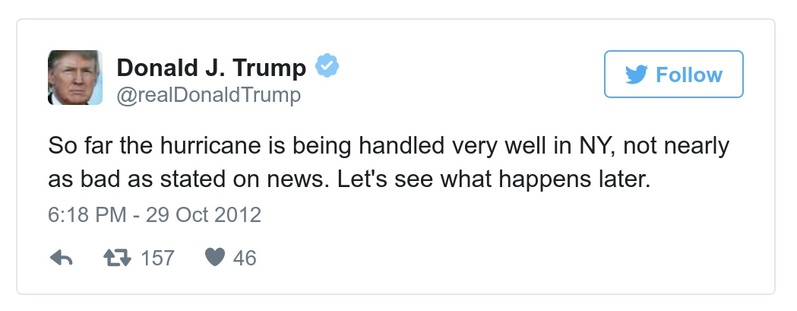 Donald J. Trump
@realDonaldTrump
Follow
So far the hurricane is being handled very well in NY, not nearly
as bad as stated on news. Let's see what happens later.
6:18 PM - 29 Oct 2012
157 46